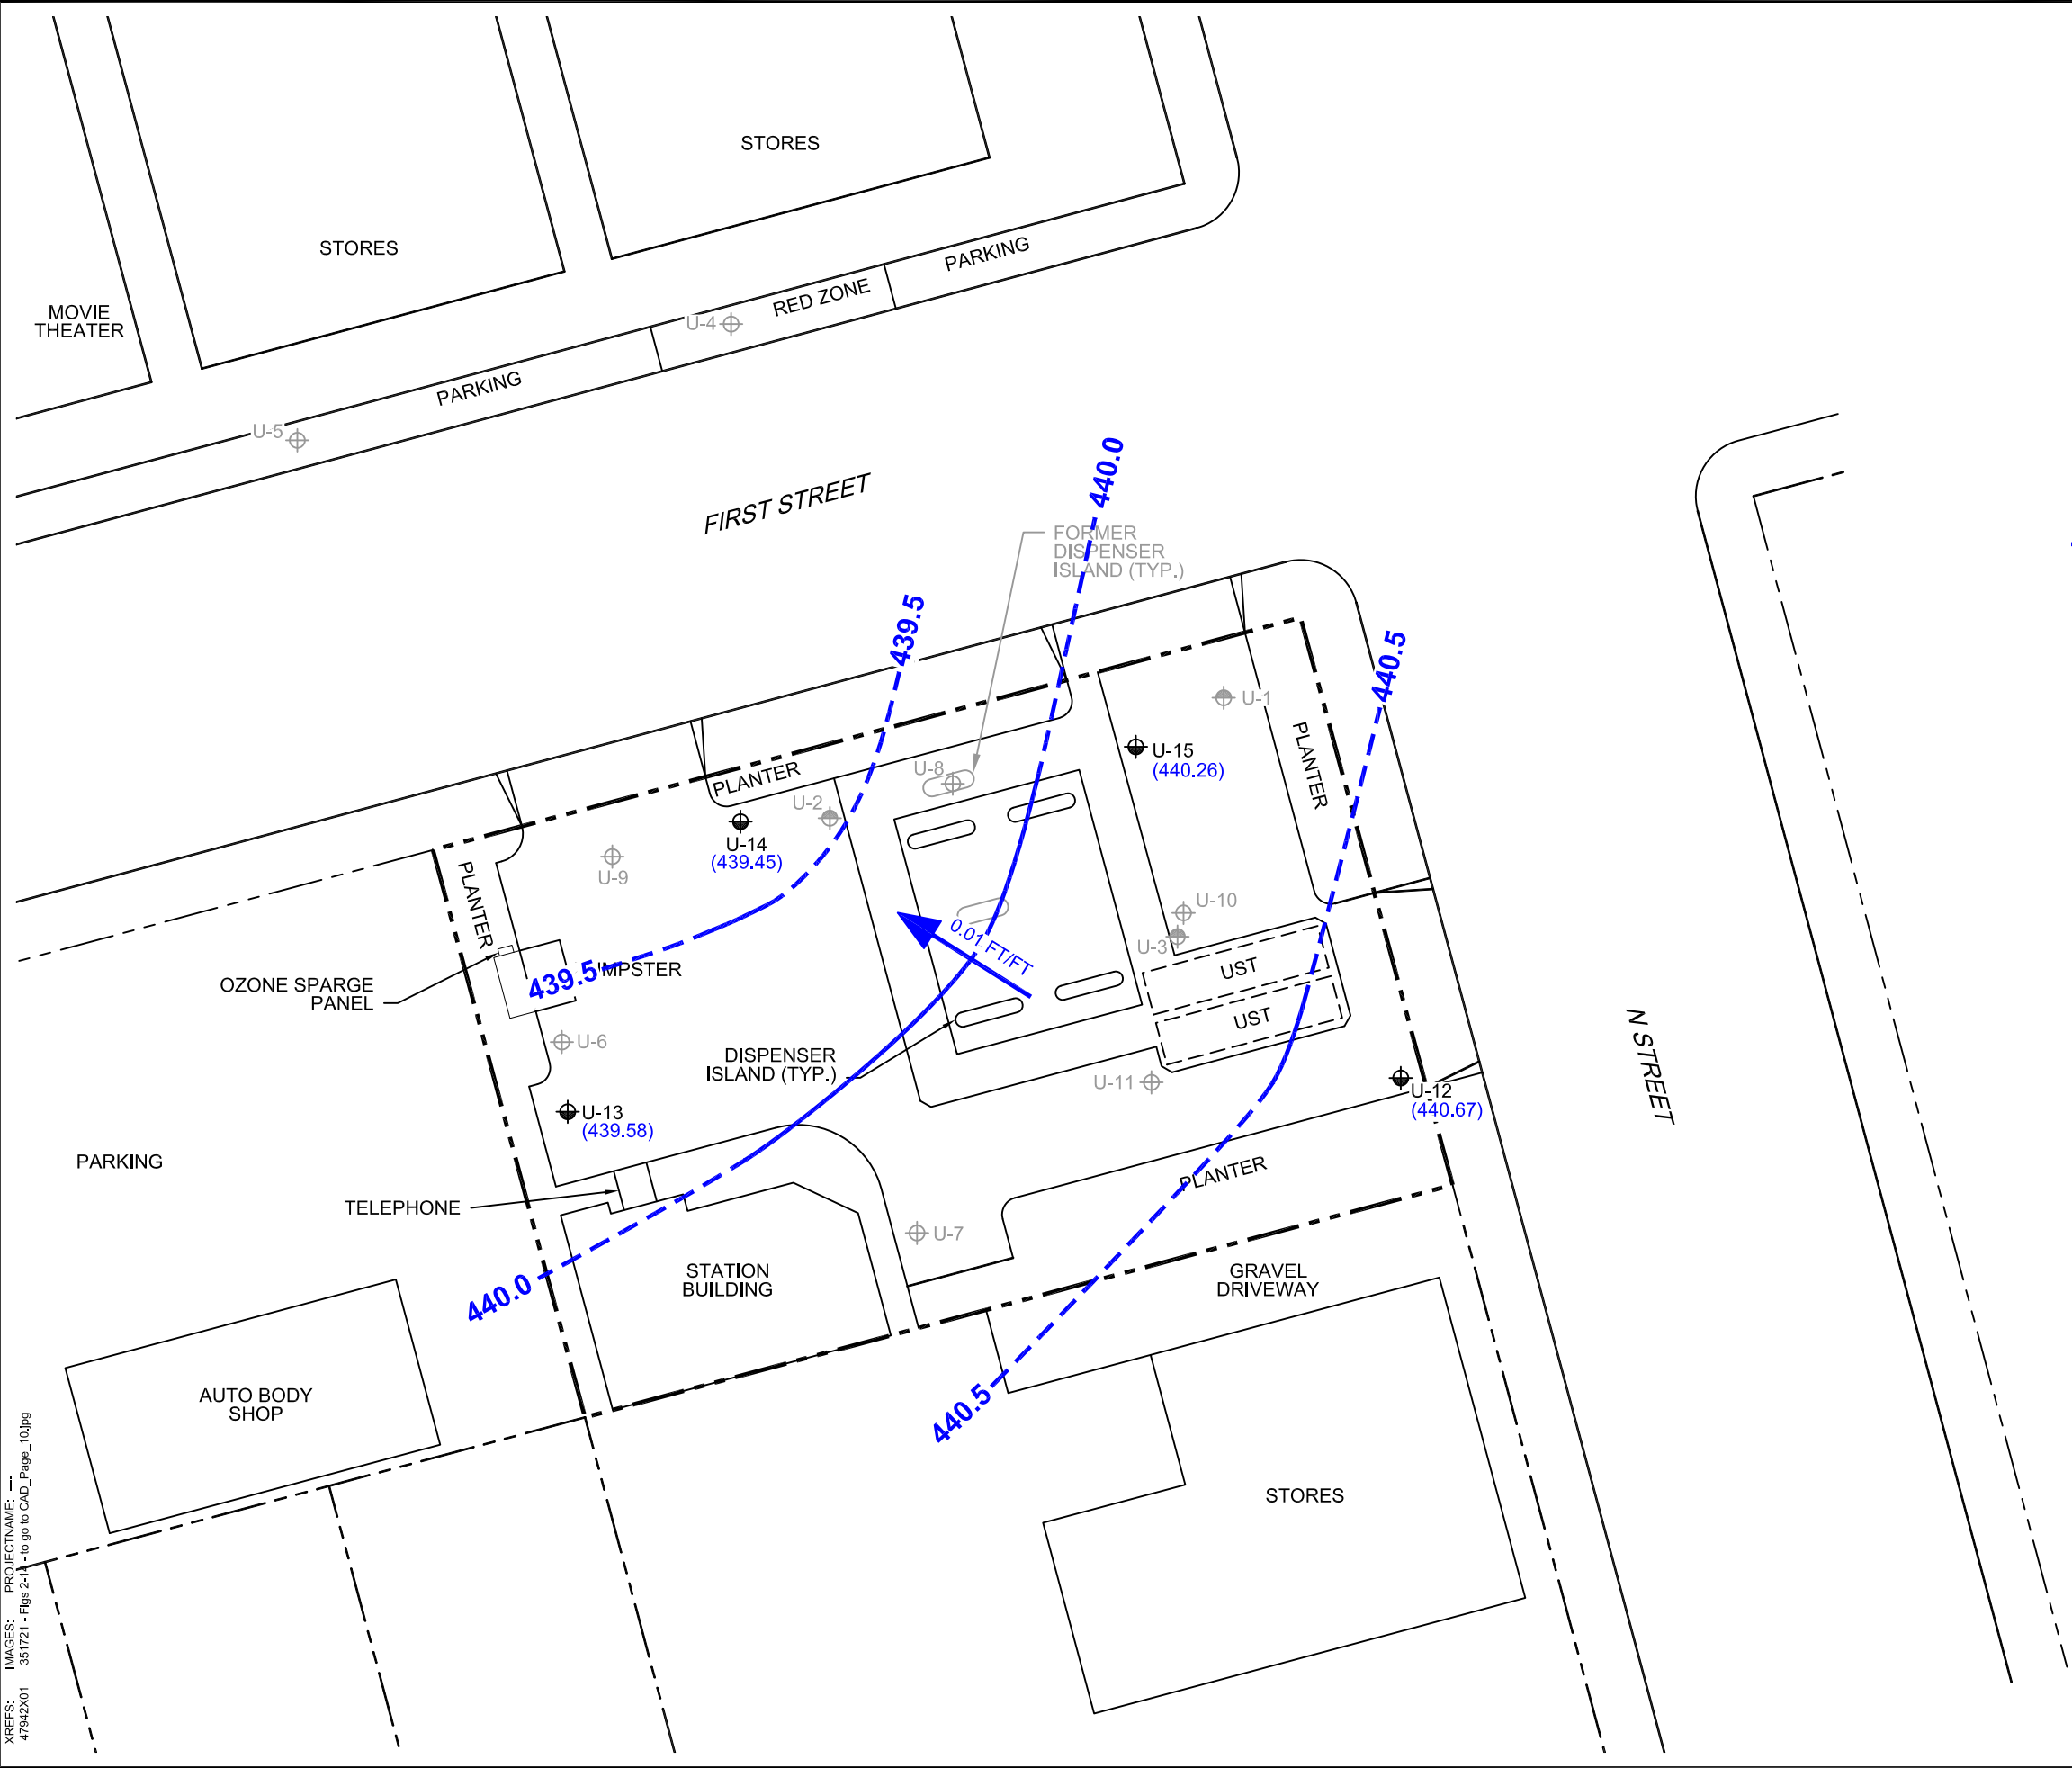 STORES
STORES
MOVIE
THEATER
PARKING
RED ZONE
U-4
PARKING
U-5
FIRST STREET
440.0
FORMER
DISPENSER
ISLAND (TYP.)
439.5
440.5
U-1
PLANTER
U-15
(440.26)
PLANTER
U-8
U-2
U-14
(439.45)
U-9
PLANTER
U-10
U-3
0.01 FT/FT
UST
UST
439.5
MPSTER
OZONE SPARGE
PANEL
U-6
DISPENSER
ISLAND (TYP.)
U-11
U-12
(440.67)
N STREET
U-13
(439.58)
PARKING
PLANTER
TELEPHONE
U-7
440.0
STATION
BUILDING
GRAVEL
DRIVEWAY
AUTO BODY
SHOP
440.5
STORES
XREFS: IMAGES: PROJECTNAME: ----
47942X01 351721 - Figs 2-14 - to go to CAD_Page_10.jpg